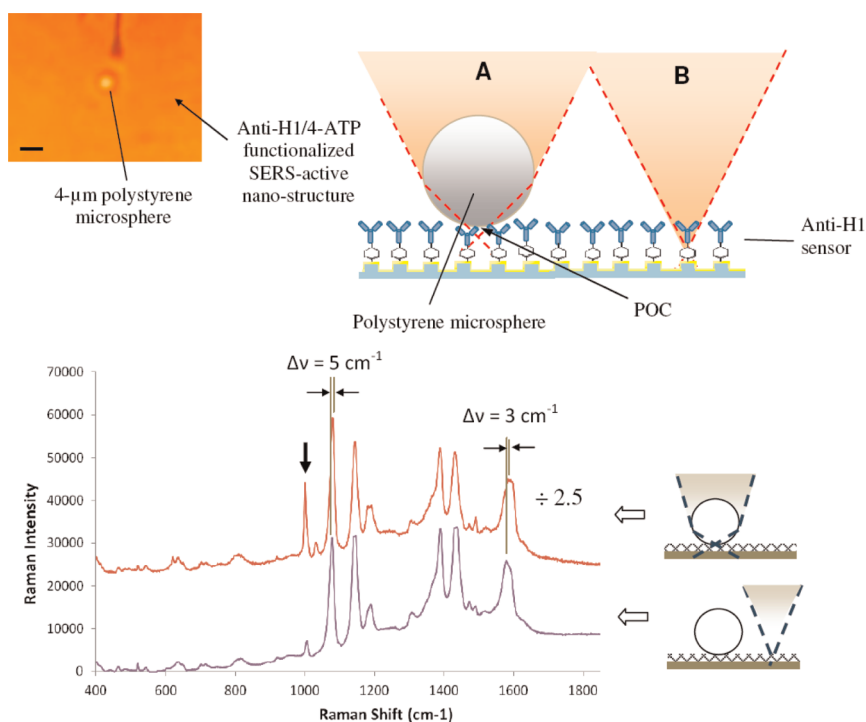 A
B
Anti-H1/4-ATP
functionalized
SERS-active
nano-structure
4-µm polystyrene
microsphere
Anti-H1
sensor
POC
Polystyrene microsphere
Δν = 5 cm⁻¹
Δν = 3 cm⁻¹
÷ 2.5
70000
60000
50000
40000
30000
20000
10000
0
Raman Intensity
400
600
800
1000
1200
1400
1600
1800
Raman Shift (cm-1)